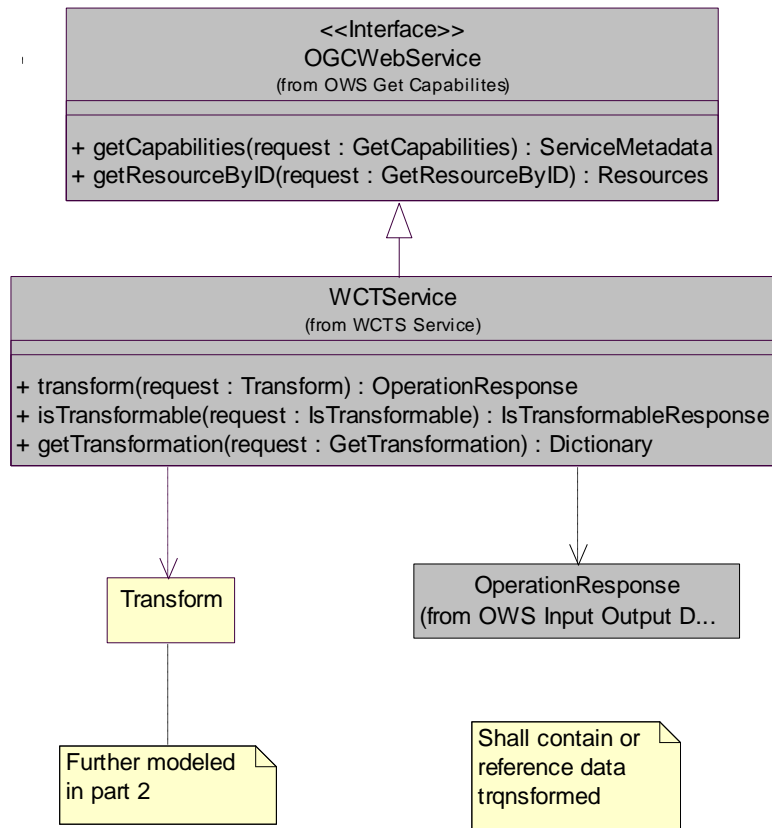 <<Interface>>
OGCWebService
(from OWS Get Capabilites)
+ getCapabilities(request : GetCapabilities) : ServiceMetadata
+ getResourceByID(request : GetResourceByID) : Resources
WCTService
(from WCTS Service)
+ transform(request : Transform) : OperationResponse
+ isTransformable(request : IsTransformable) : IsTransformableResponse
+ getTransformation(request : GetTransformation) : Dictionary
Transform
OperationResponse
(from OWS Input Output D...
Further modeled
in part 2
Shall contain or
reference data
trqnsformed